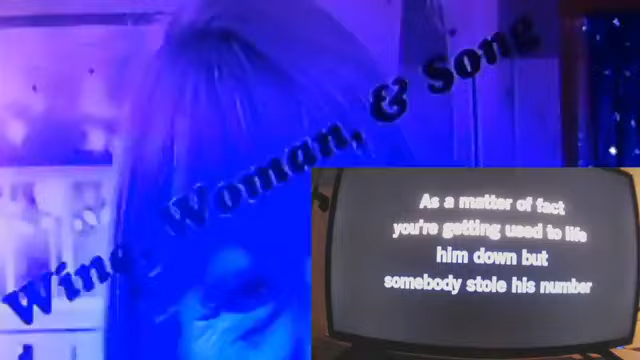 Wine, Woman, & Song
As a matter of fact
you're getting used to life
him down but
somebody stole his number